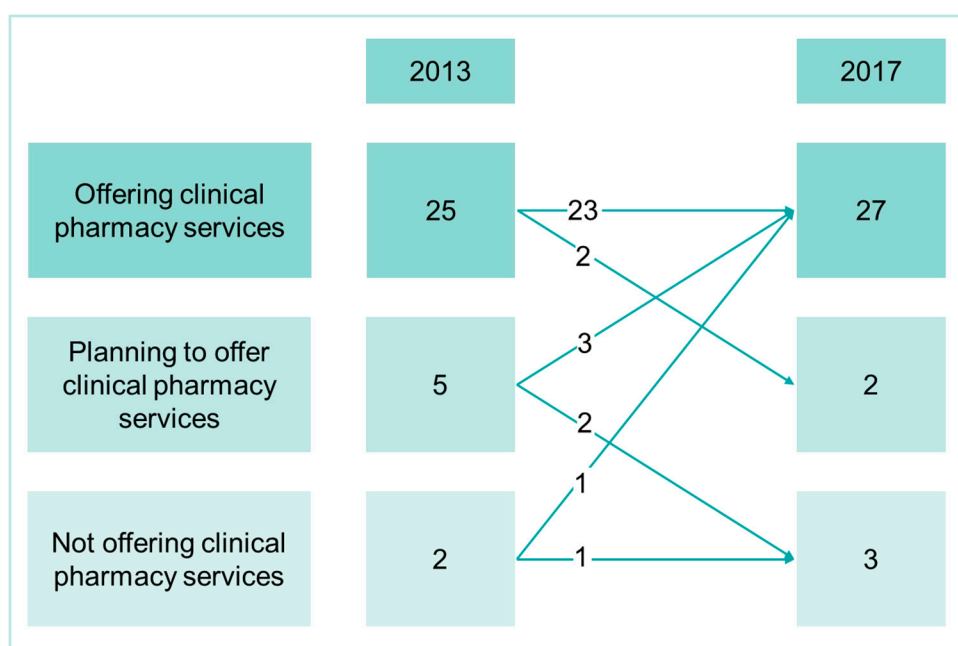 2013
2017
Offering clinical
pharmacy services
25
23
2
27
Planning to offer
clinical pharmacy
services
5
3
2
2
Not offering clinical
pharmacy services
2
1
1
3